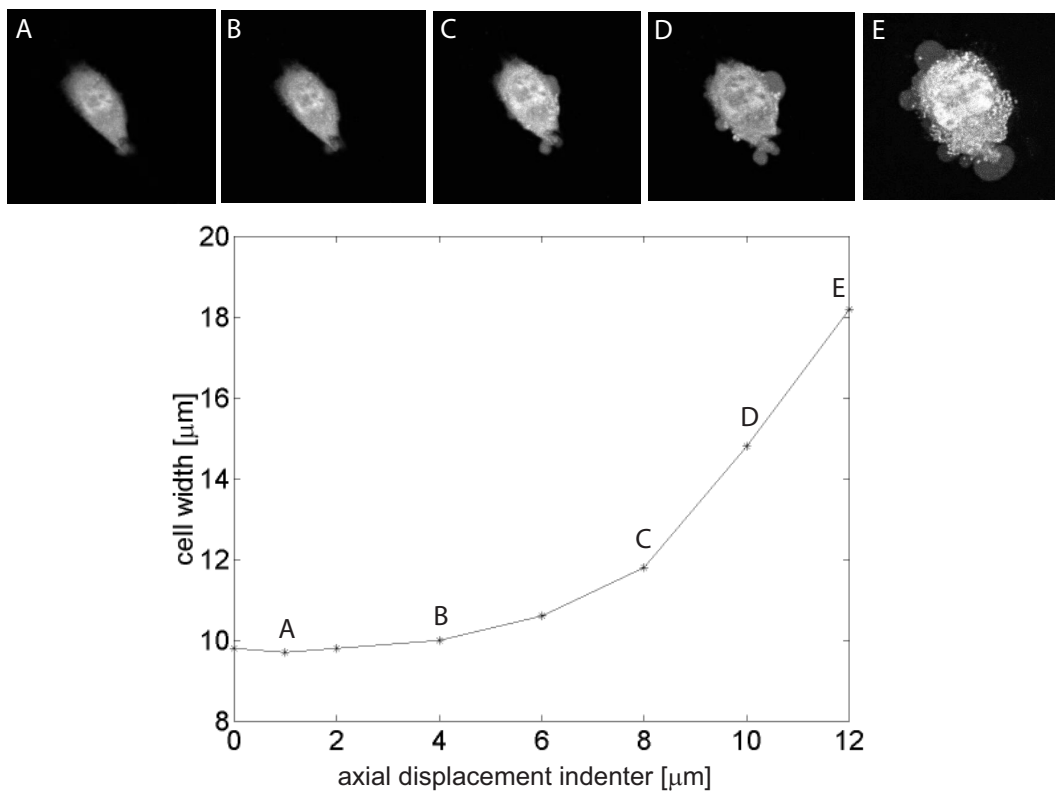 A B C D E
20
18
16
14
12
10
8
cell width [μm]
A
B
C
D
E
0 2 4 6 8 10 12
axial displacement indenter [μm]